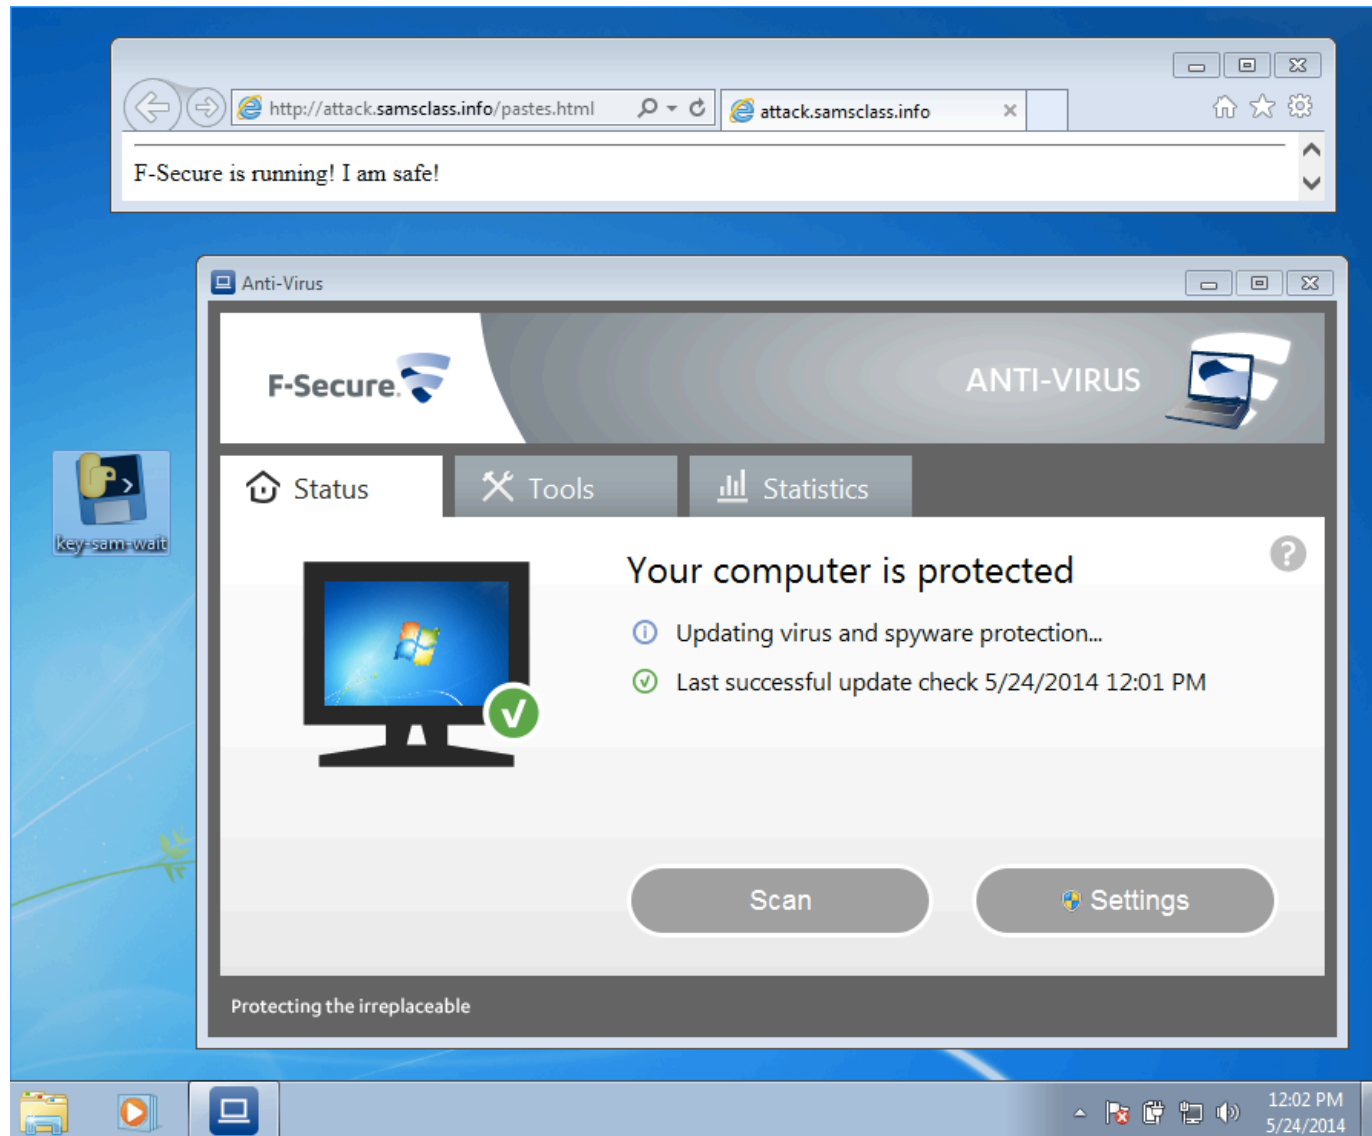 http://attack.samsclass.info/pastes.html
attack.samsclass.info
F-Secure is running! I am safe!
Anti-Virus
F-Secure.
ANTI-VIRUS
Status
Tools
Statistics
key-sam-wait
Your computer is protected
Updating virus and spyware protection...
Last successful update check 5/24/2014 12:01 PM
Scan
Settings
Protecting the irreplaceable
12:02 PM
5/24/2014